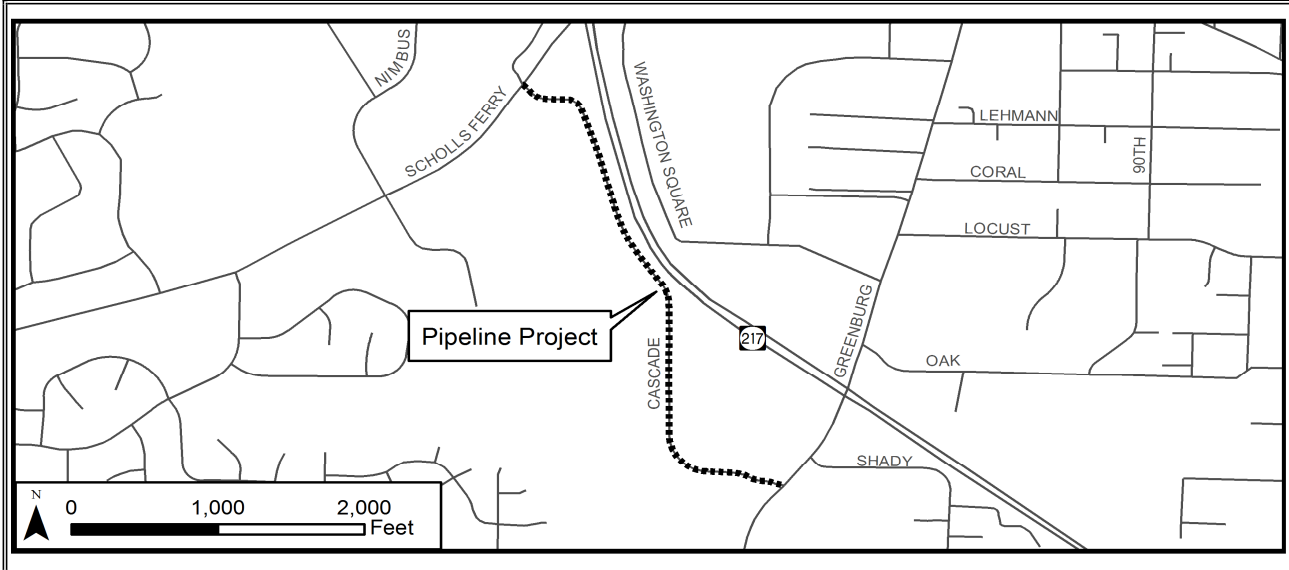 NIMBUS
WASHINGTON SQUARE
SCHOLLS FERRY
LEHMANN
90TH
CORAL
LOCUST
Pipeline Project
217
GREENBURG
CASCADE
OAK
SHADY
N
0 1,000 2,000
Feet